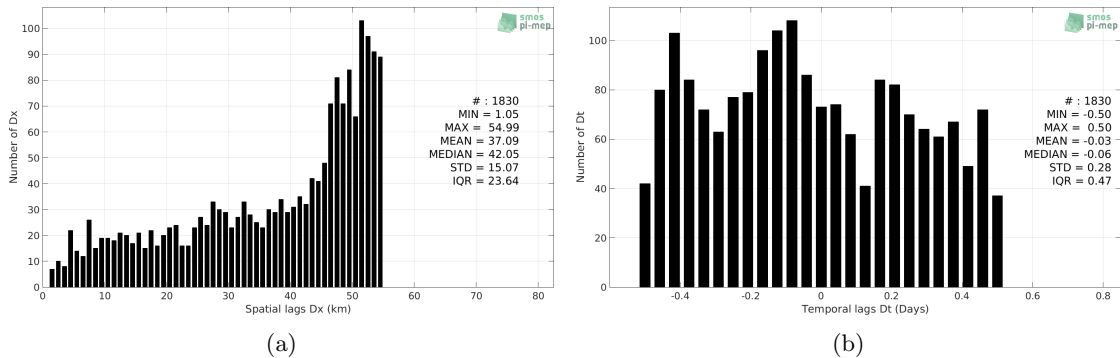 smos
pi-mep
100
90
80
70
60
50
40
30
20
10
0
Number of Dx
# : 1830
MIN = 1.05
MAX = 54.99
MEAN = 37.09
MEDIAN = 42.05
STD = 15.07
IQR = 23.64
0 10 20 30 40 50 60 70 80
Spatial lags Dx (km)
(a)
smos
pi-mep
100
80
60
40
20
0
Number of Dt
# : 1830
MIN = -0.50
MAX = 0.50
MEAN = -0.03
MEDIAN = -0.06
STD = 0.28
IQR = 0.47
-0.4 -0.2 0 0.2 0.4 0.6 0.8
Temporal lags Dt (Days)
(b)